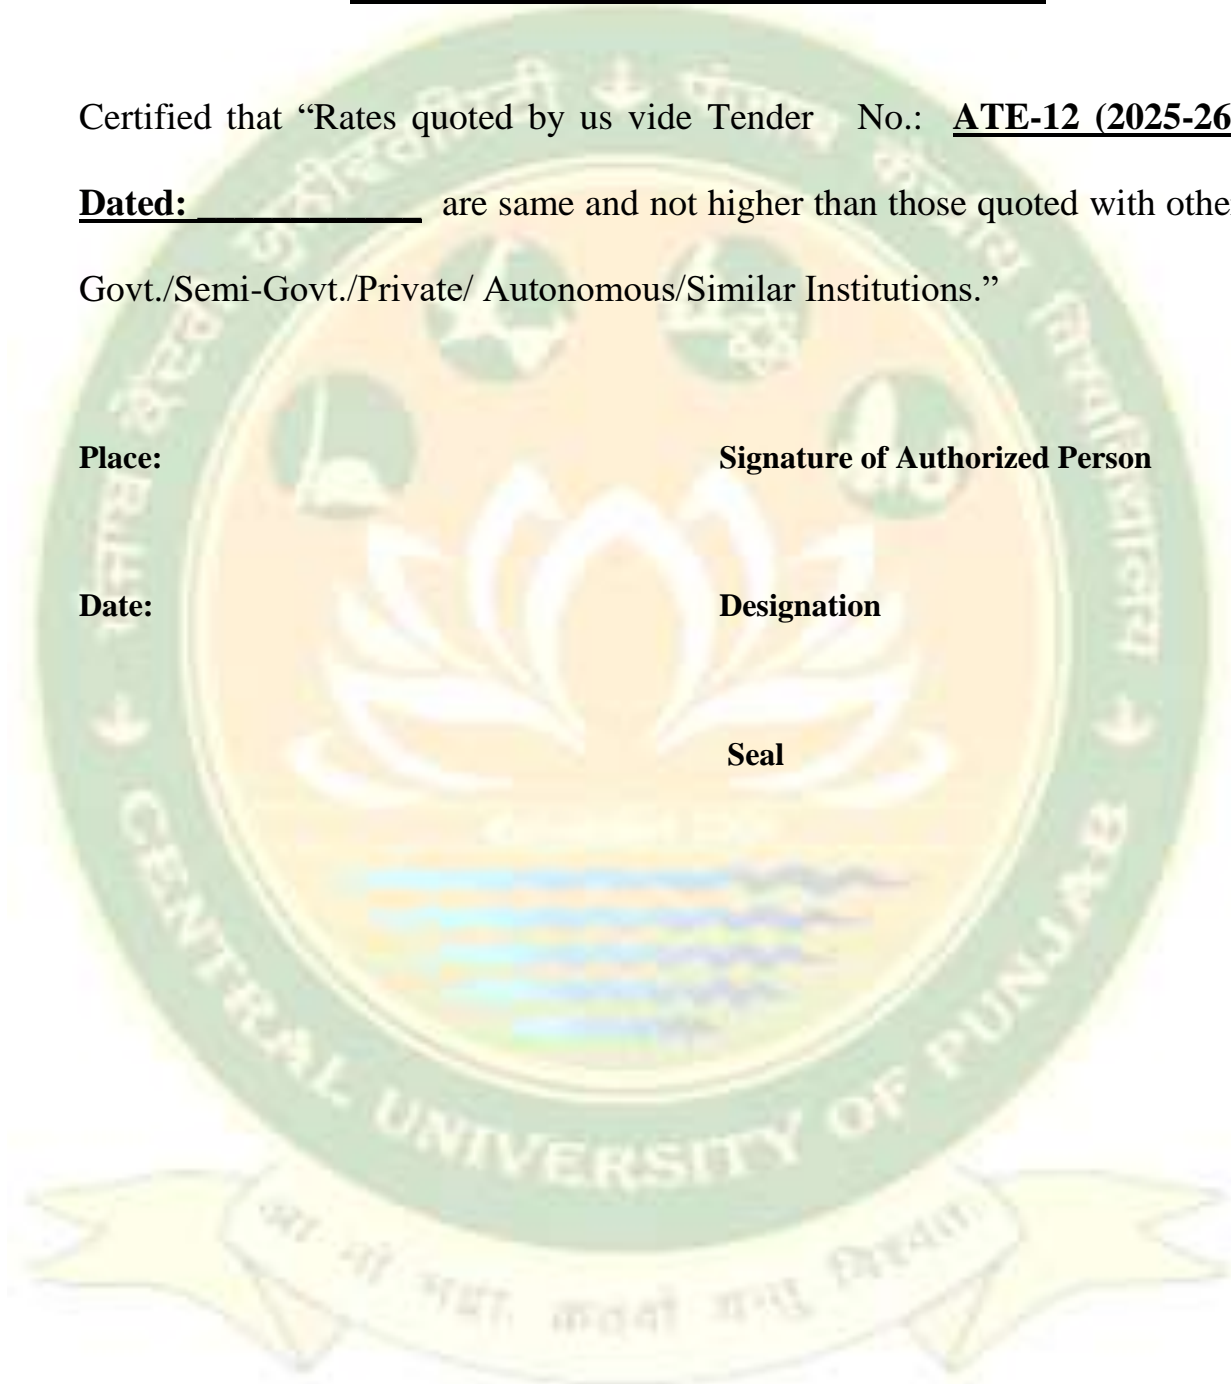 Certified that “Rates quoted by us vide Tender No.: ATE-12 (2025-26
Dated: ____________ are same and not higher than those quoted with othe
Govt./Semi-Govt./Private/ Autonomous/Similar Institutions.”
Place: Signature of Authorized Person
Date: Designation
Seal
पंजाब केंद्रीय विश्वविद्यालय
CENTRAL UNIVERSITY OF PUNJAB